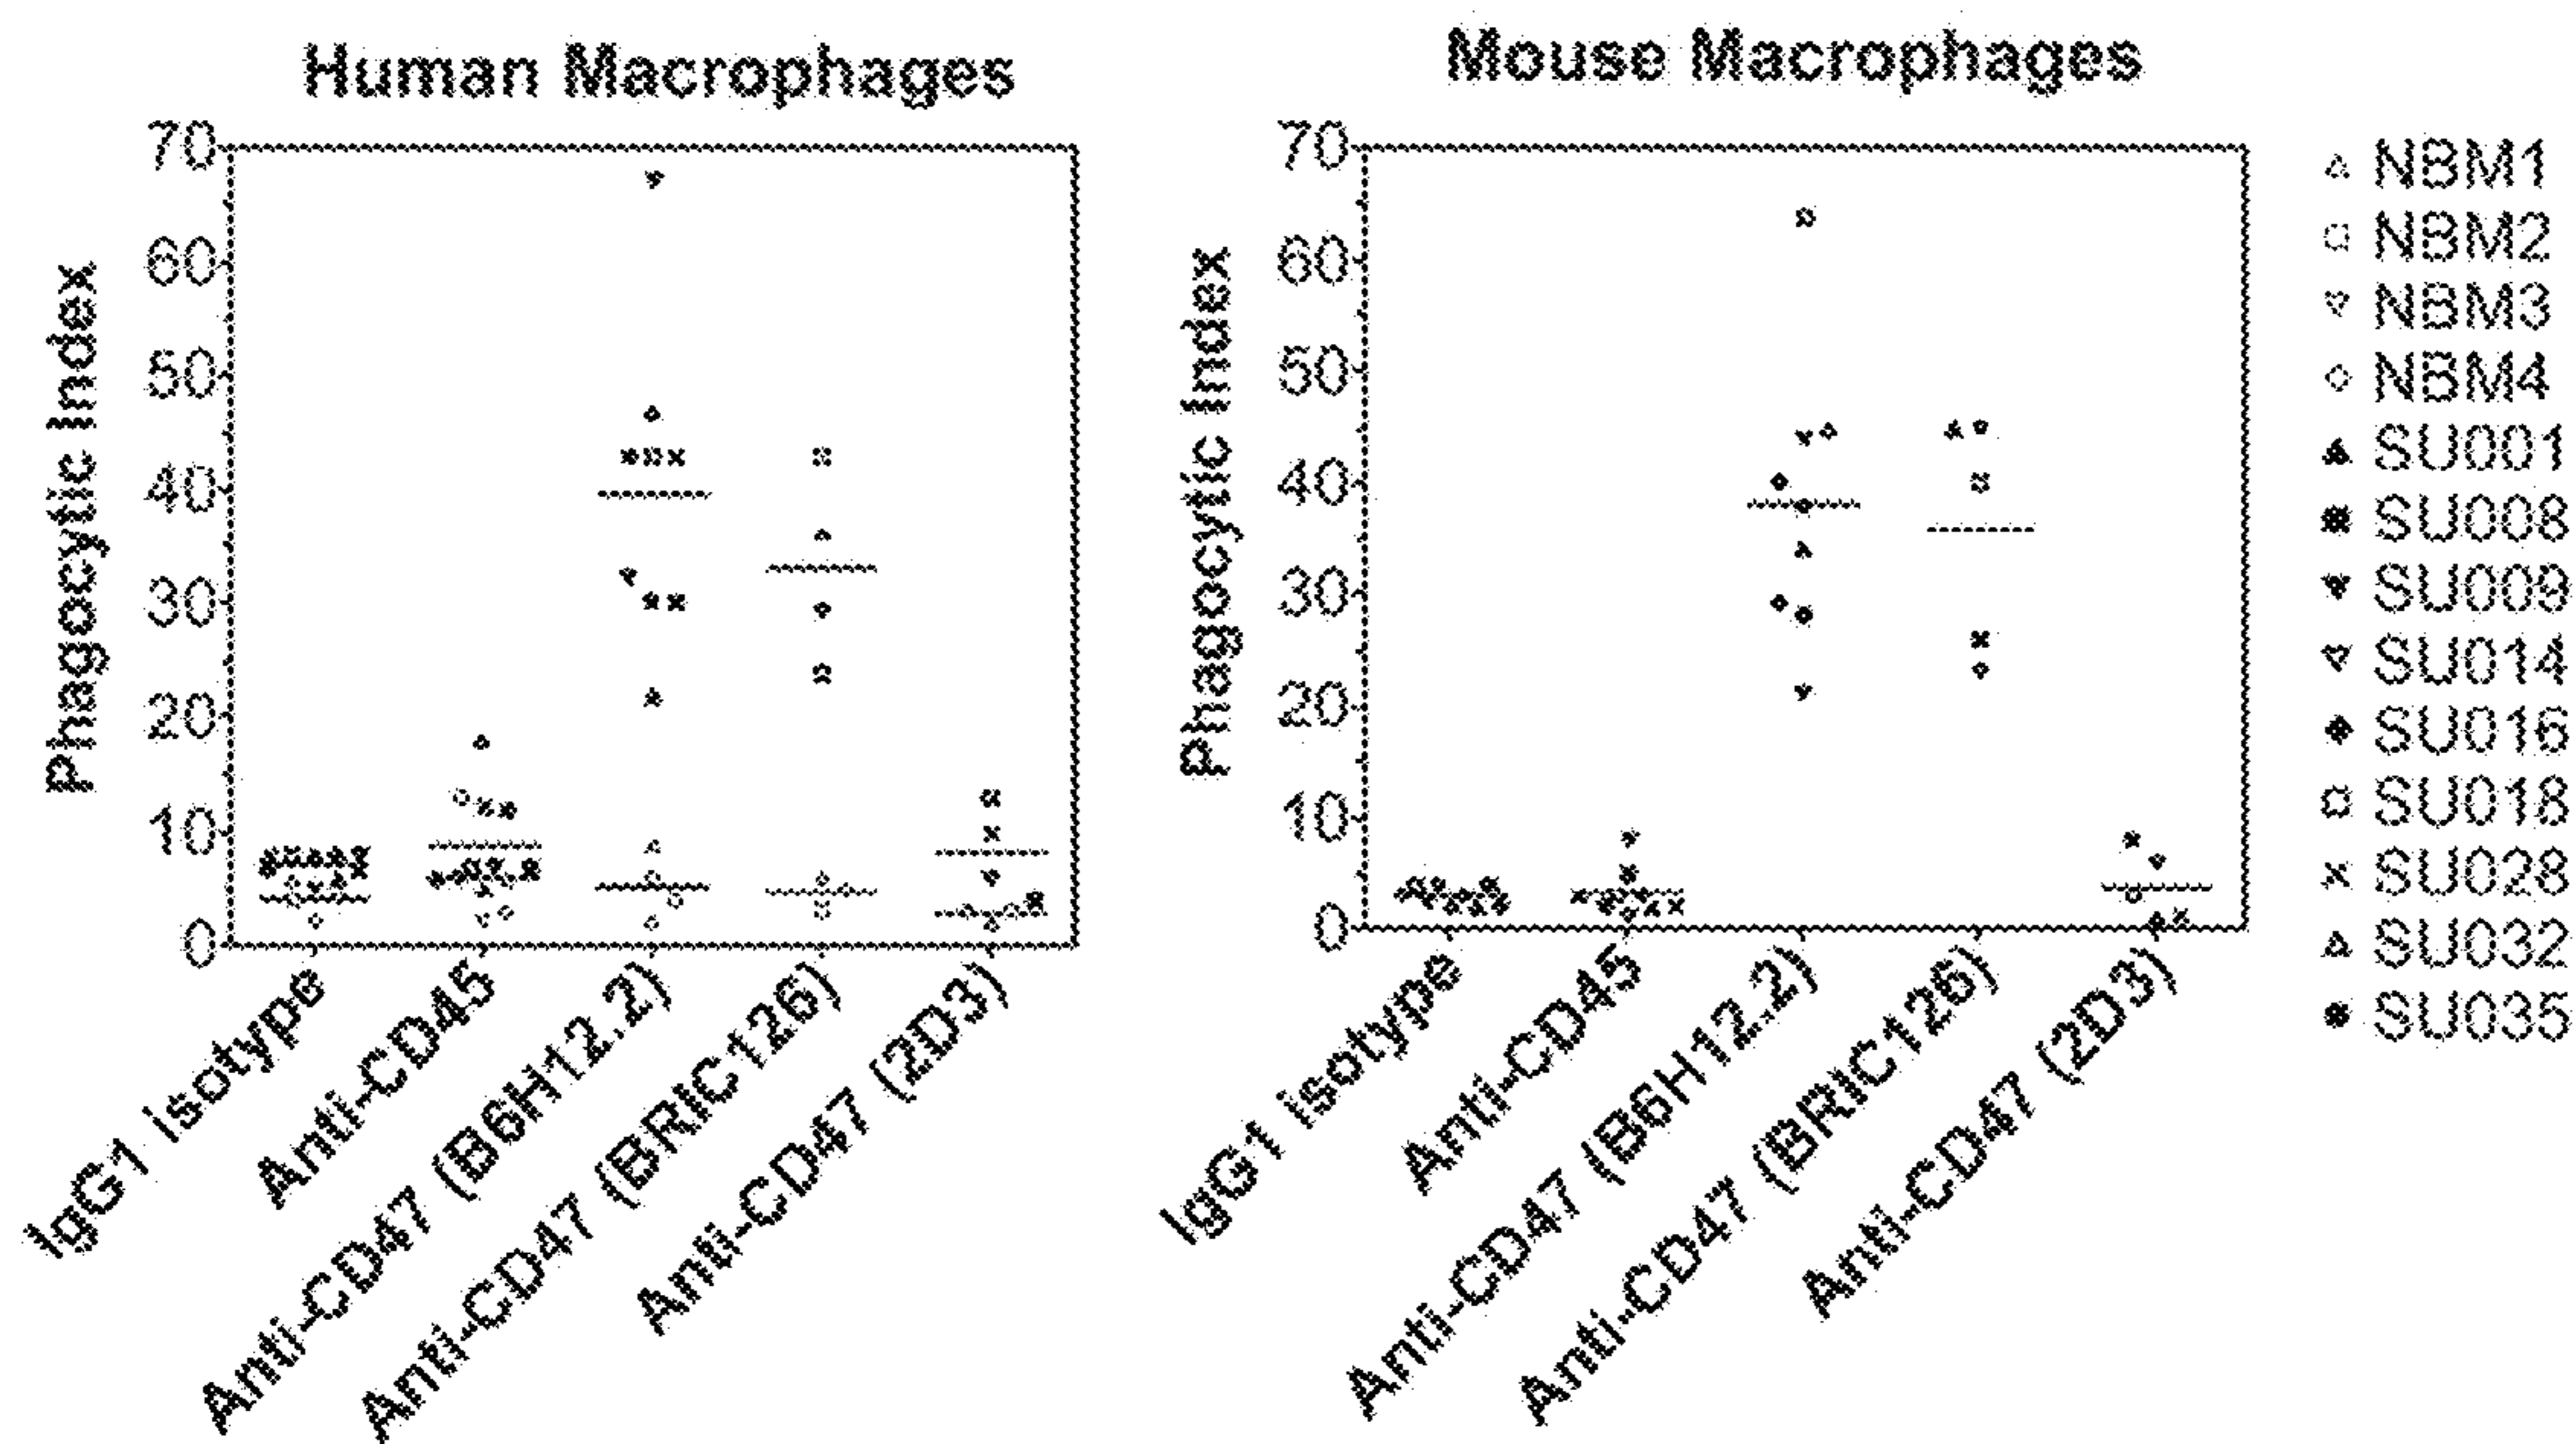 Human Macrophages
Phagocytic Index
70
60
50
40
30
20
10
0
IgG1 isotype
Anti-CD45
Anti-CD47 (B6H12.2)
Anti-CD47 (BRIC126)
Anti-CD47 (2D3)
Mouse Macrophages
Phagocytic Index
70
60
50
40
30
20
10
0
IgG1 isotype
Anti-CD45
Anti-CD47 (B6H12.2)
Anti-CD47 (BRIC126)
Anti-CD47 (2D3)
NBM1
NBM2
NBM3
NBM4
SU001
SU008
SU009
SU014
SU016
SU018
SU028
SU032
SU035